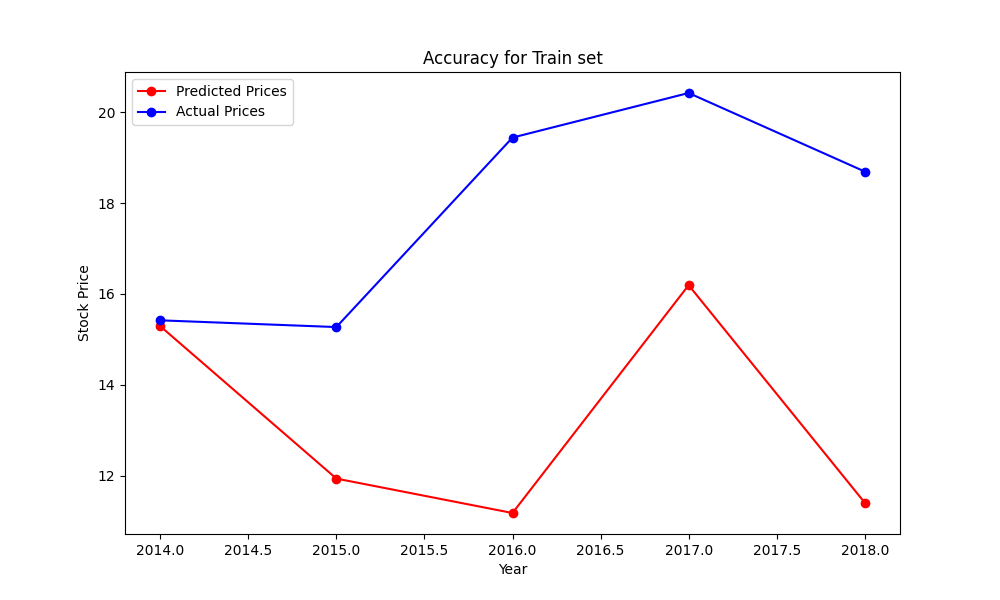 Accuracy for Train set
Predicted Prices
Actual Prices
20
18
16
14
12
Stock Price
2014.0 2014.5 2015.0 2015.5 2016.0 2016.5 2017.0 2017.5 2018.0
Year